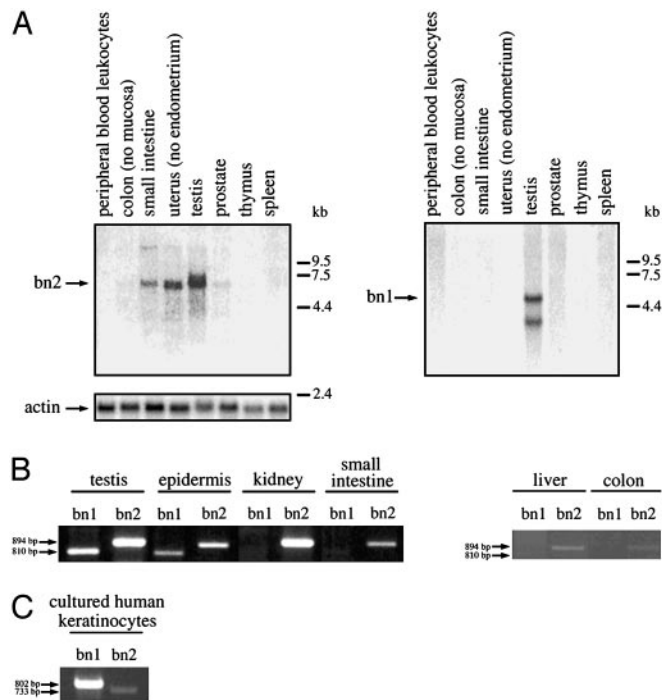 A
peripheral blood leukocytes
colon (no mucosa)
small intestine
uterus (no endometrium)
testis
prostate
thymus
spleen
kb
9.5
7.5
4.4
2.4
bn2
actin
peripheral blood leukocytes
colon (no mucosa)
small intestine
uterus (no endometrium)
testis
prostate
thymus
spleen
kb
9.5
7.5
4.4
bn1
B
testis epidermis kidney small intestine
bn1 bn2 bn1 bn2 bn1 bn2 bn1 bn2
894 bp
810 bp
liver colon
bn1 bn2 bn1 bn2
894 bp
810 bp
C
cultured human
keratinocytes
bn1 bn2
802 bp
733 bp